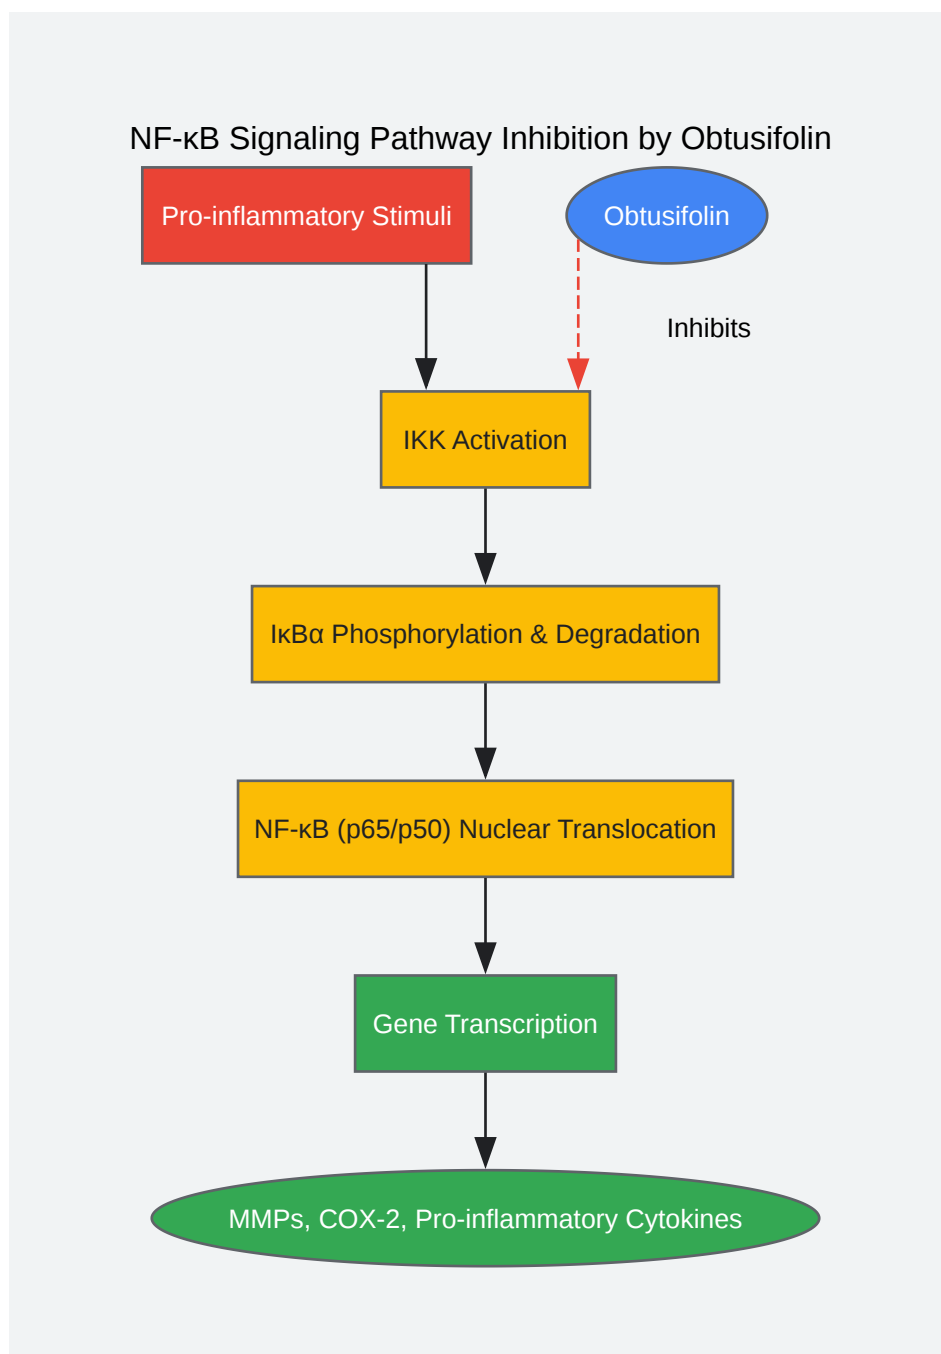 NF-κB Signaling Pathway Inhibition by Obtusifolin
Pro-inflammatory Stimuli
Obtusifolin
Inhibits
IKK Activation
IκBα Phosphorylation & Degradation
NF-κB (p65/p50) Nuclear Translocation
Gene Transcription
MMPs, COX-2, Pro-inflammatory Cytokines